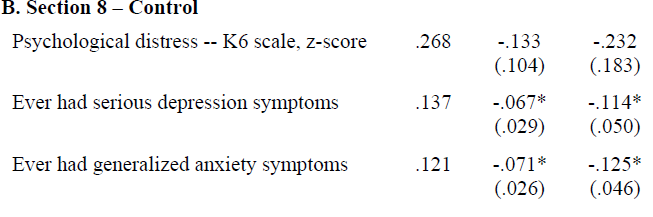 B. Section 8 – Control
Psychological distress -- K6 scale, z-score .268 -.133 -.232
(.104) (.183)
Ever had serious depression symptoms .137 -.067* -.114*
(.029) (.050)
Ever had generalized anxiety symptoms .121 -.071* -.125*
(.026) (.046)